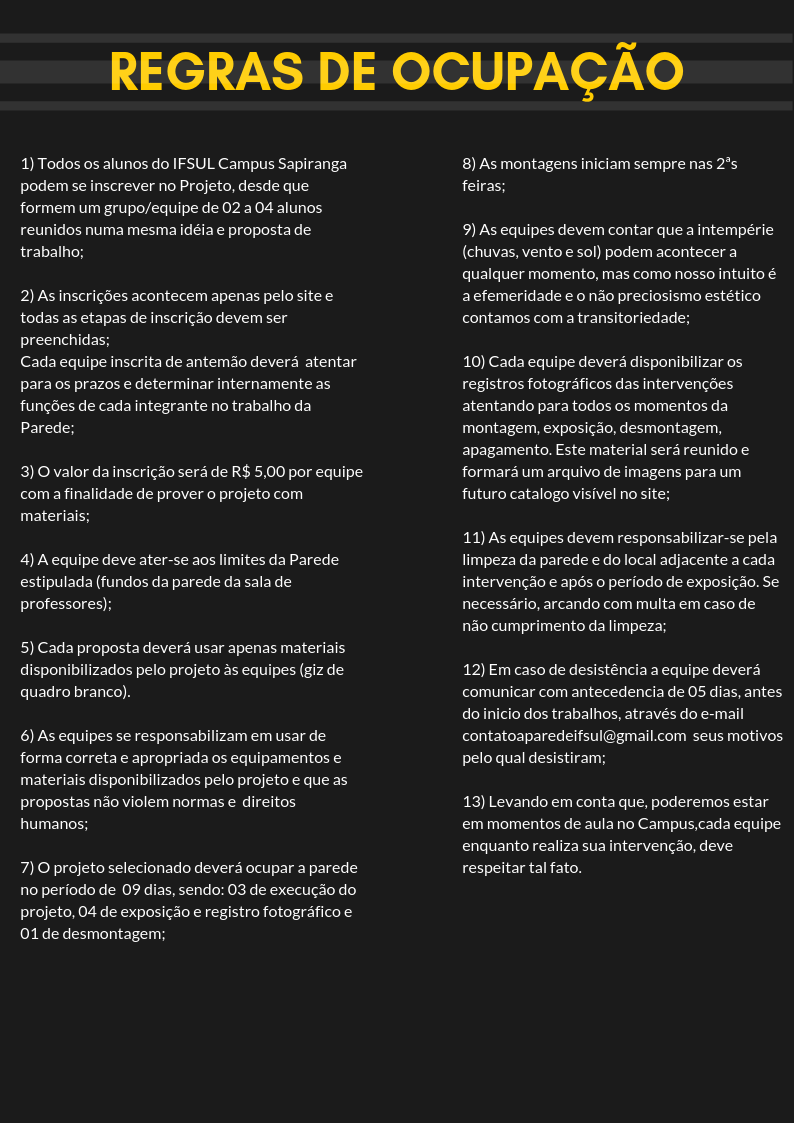 REGRAS DE OCUPAÇÃO
1) Todos os alunos do IFSUL Campus Sapiranga
podem se inscrever no Projeto, desde que
formem um grupo/equipe de 02 a 04 alunos
reunidos numa mesma idéia e proposta de
trabalho;
2) As inscrições acontecem apenas pelo site e
todas as etapas de inscrição devem ser
preenchidas;
Cada equipe inscrita de antemão deverá  atentar
para os prazos e determinar internamente as
funções de cada integrante no trabalho da
Parede;
3) O valor da inscrição será de R$ 5,00 por equipe
com a finalidade de prover o projeto com
materiais;
4) A equipe deve ater-se aos limites da Parede
estipulada (fundos da parede da sala de
professores);
5) Cada proposta deverá usar apenas materiais
disponibilizados pelo projeto às equipes (giz de
quadro branco).
6) As equipes se responsabilizam em usar de
forma correta e apropriada os equipamentos e
materiais disponibilizados pelo projeto e que as
propostas não violem normas e  direitos
humanos;
7) O projeto selecionado deverá ocupar a parede
no período de  09 dias, sendo: 03 de execução do
projeto, 04 de exposição e registro fotográfico e
01 de desmontagem;
8) As montagens iniciam sempre nas 2ªs
feiras;
9) As equipes devem contar que a intempérie
(chuvas, vento e sol) podem acontecer a
qualquer momento, mas como nosso intuito é
a efemeridade e o não preciosismo estético
contamos com a transitoriedade;
10) Cada equipe deverá disponibilizar os
registros fotográficos das intervenções
atentando para todos os momentos da
montagem, exposição, desmontagem,
apagamento. Este material será reunido e
formará um arquivo de imagens para um
futuro catalogo visível no site;
11) As equipes devem responsabilizar-se pela
limpeza da parede e do local adjacente a cada
intervenção e após o período de exposição. Se
necessário, arcando com multa em caso de
não cumprimento da limpeza;
12) Em caso de desistência a equipe deverá
comunicar com antecedencia de 05 dias, antes
do inicio dos trabalhos, através do e-mail
contatoaparedeifsul@gmail.com  seus motivos
pelo qual desistiram;
13) Levando em conta que, poderemos estar
em momentos de aula no Campus,cada equipe
enquanto realiza sua intervenção, deve
respeitar tal fato.